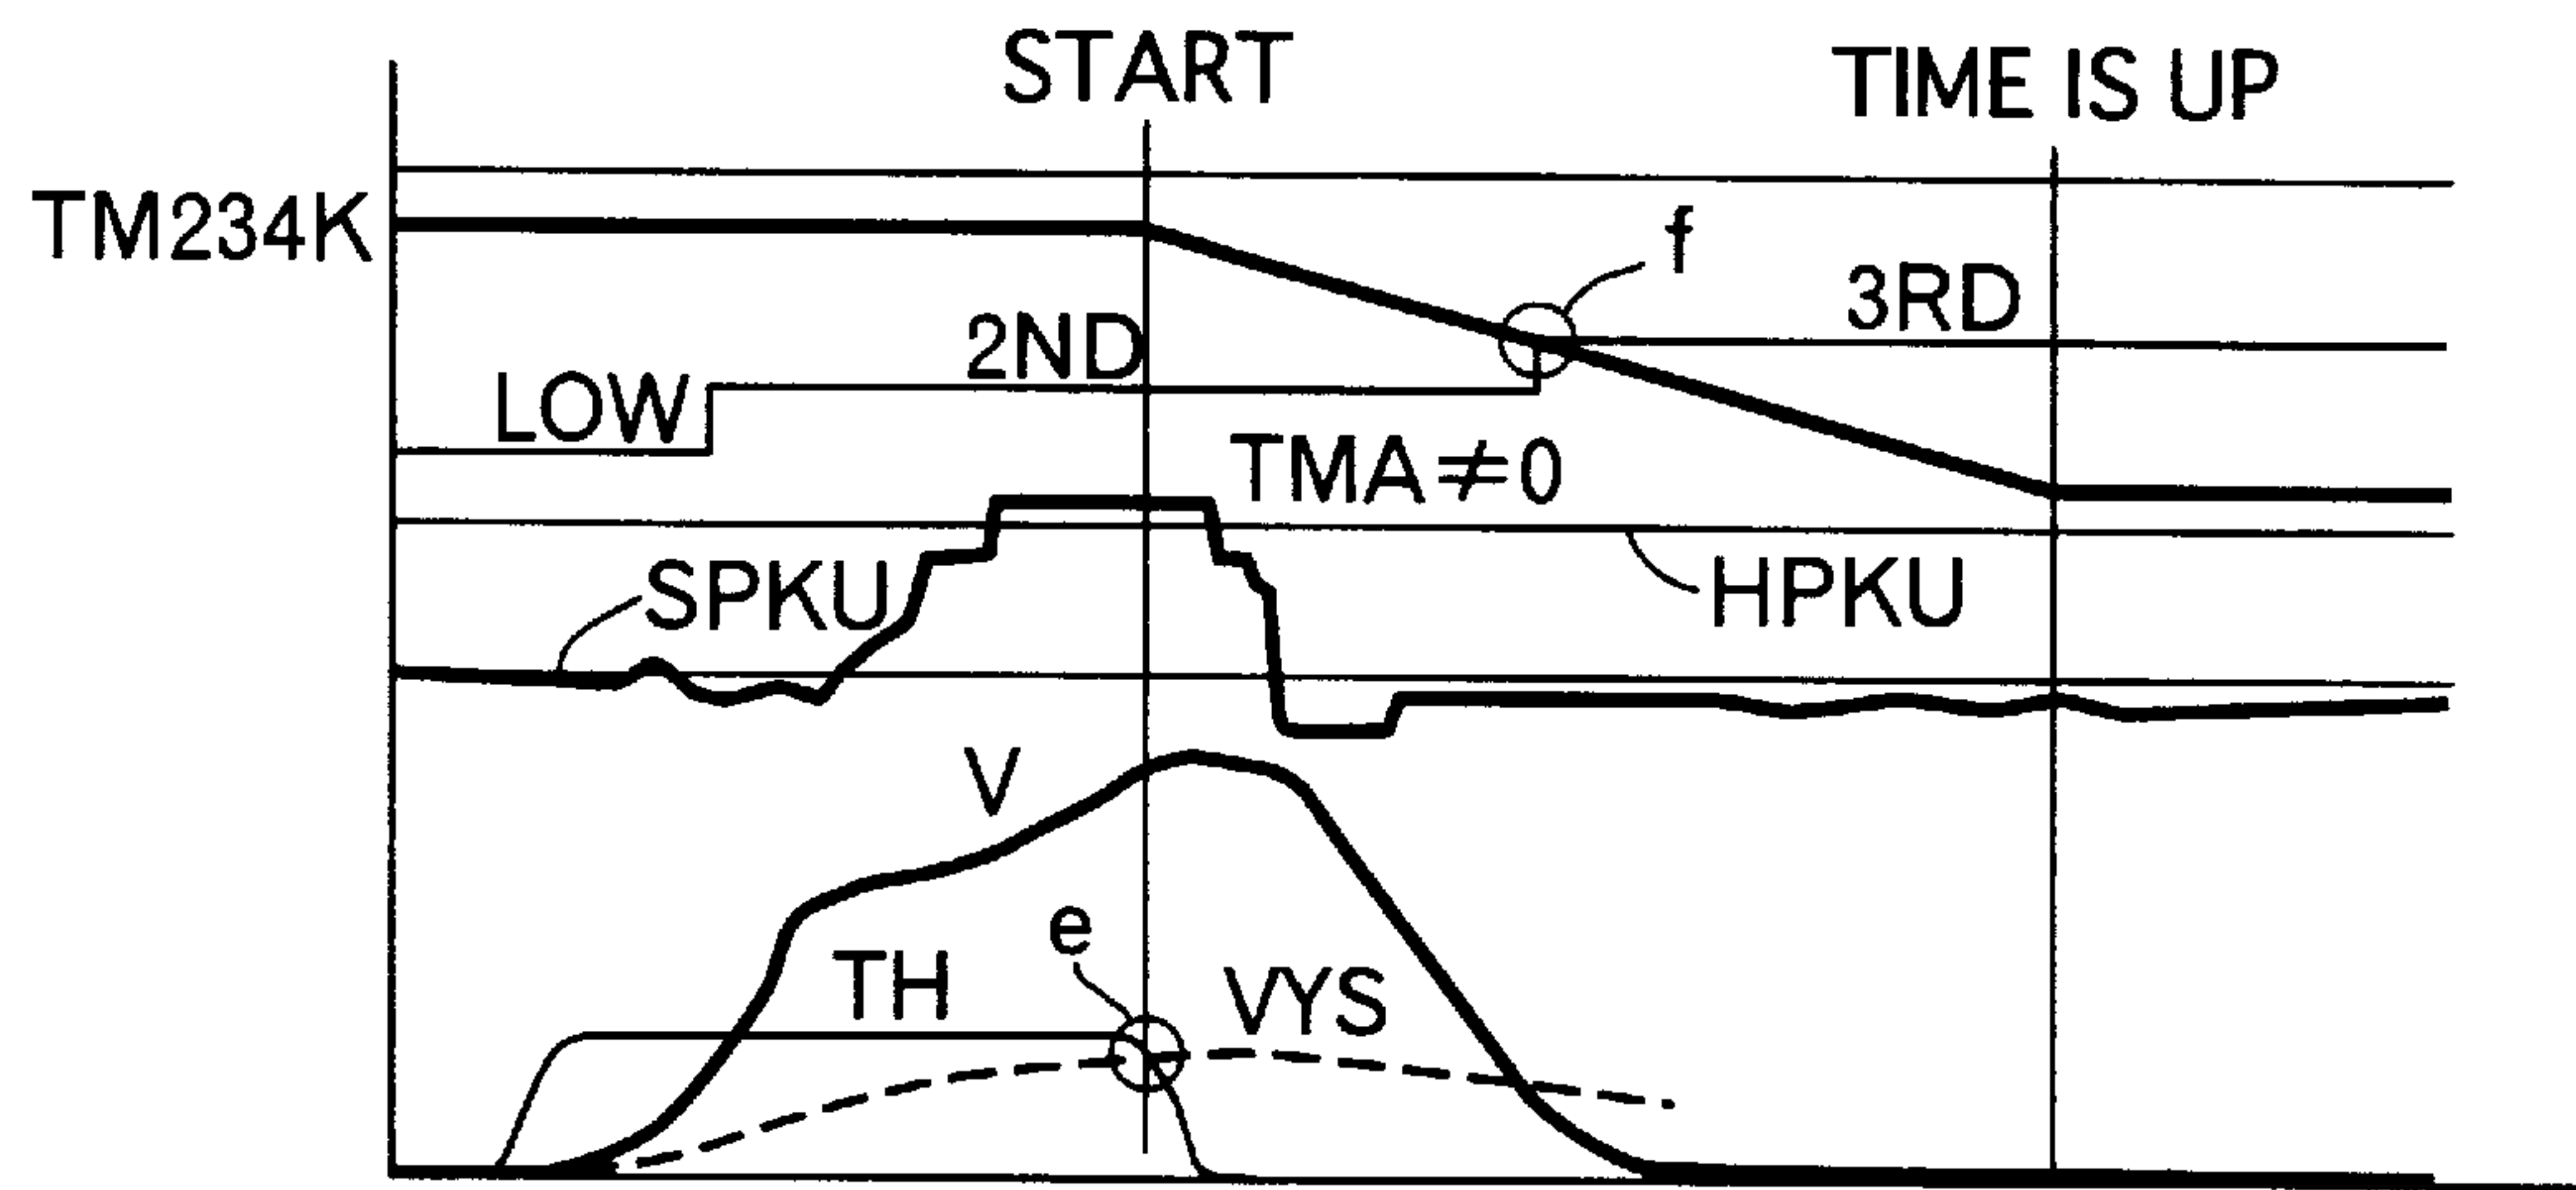 START
TIME IS UP
TM234K
f
3RD
2ND
LOW
TMA≠0
SPKU
HPKU
V
e
TH
VYS